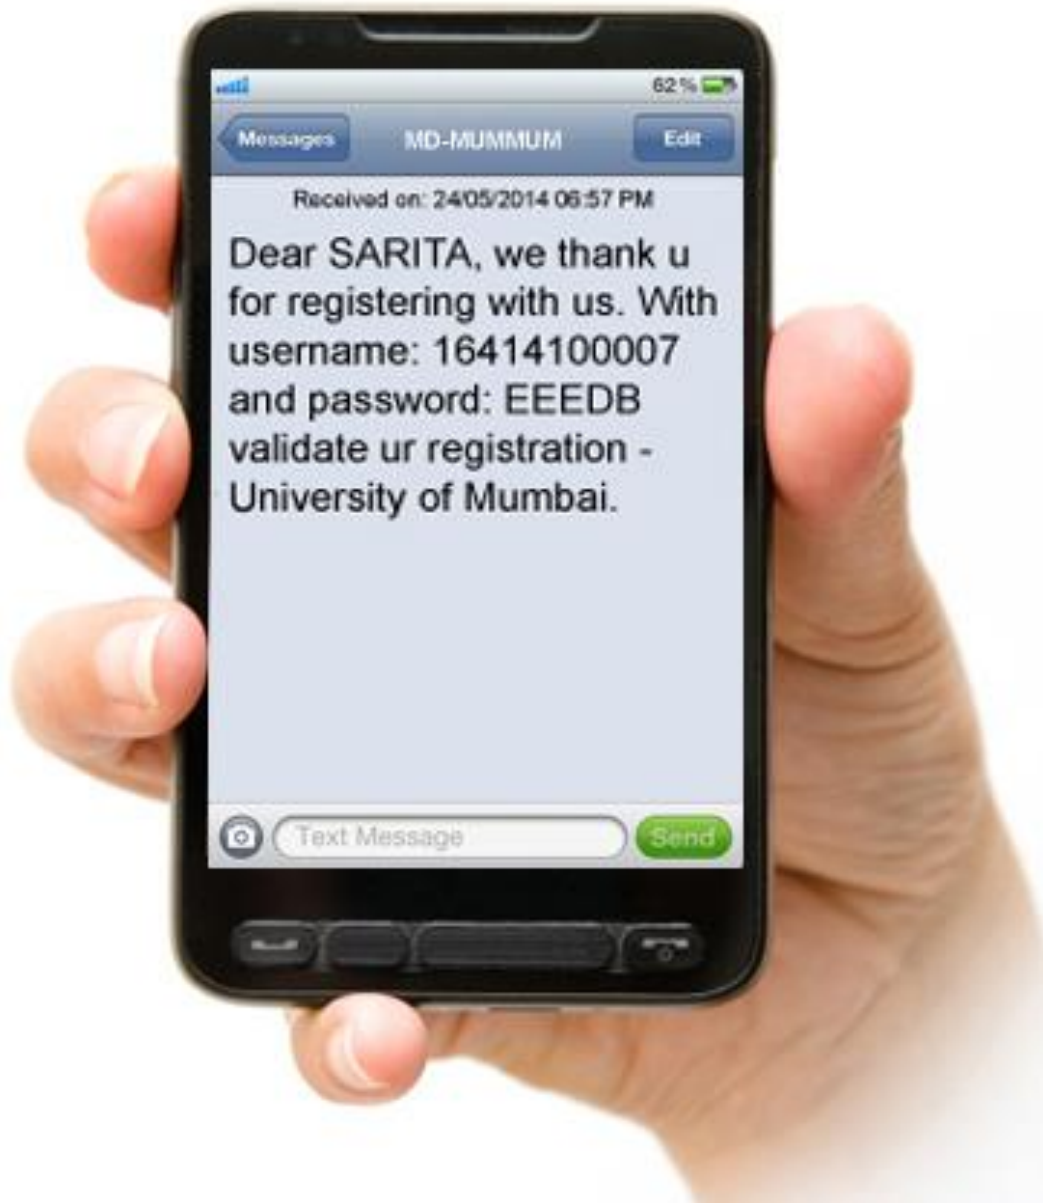 62%
Messages MD-MUMMUM Edit
Received on: 24/05/2014 06:57 PM
Dear SARITA, we thank u
for registering with us. With
username: 16414100007
and password: EEEDB
validate ur registration -
University of Mumbai.
Text Message Send